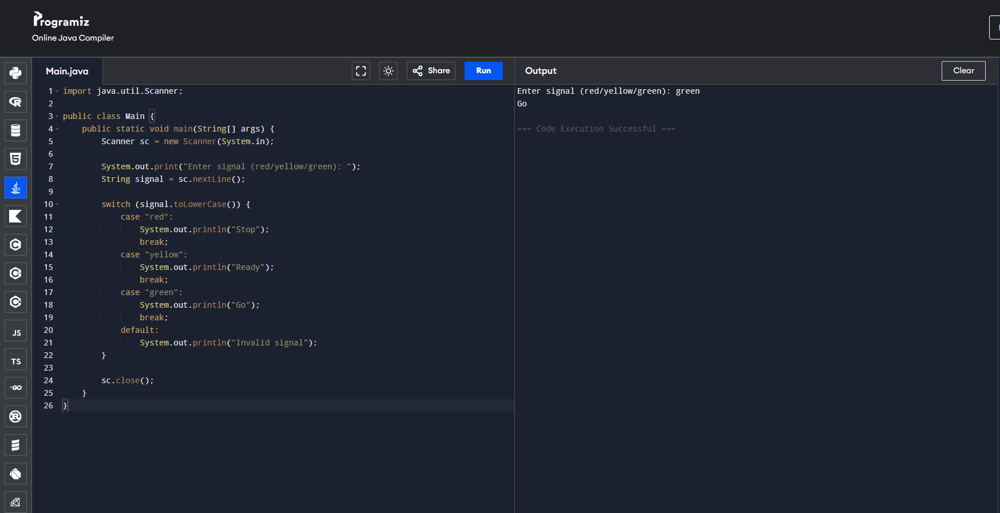 Programiz
Online Java Compiler
Main.java
Share
Run
Output
Clear
1 import java.util.Scanner;
2
3 public class Main {
4     public static void main(String[] args) {
5         Scanner sc = new Scanner(System.in);
6
7         System.out.print("Enter signal (red/yellow/green): ");
8         String signal = sc.nextLine();
9
10         switch (signal.toLowerCase()) {
11             case "red":
12                 System.out.println("Stop");
13                 break;
14             case "yellow":
15                 System.out.println("Ready");
16                 break;
17             case "green":
18                 System.out.println("Go");
19                 break;
20             default:
21                 System.out.println("Invalid signal");
22         }
23
24         sc.close();
25     }
26 }
Enter signal (red/yellow/green): green
Go
=== Code Execution Successful ===
R
JS
TS
GO